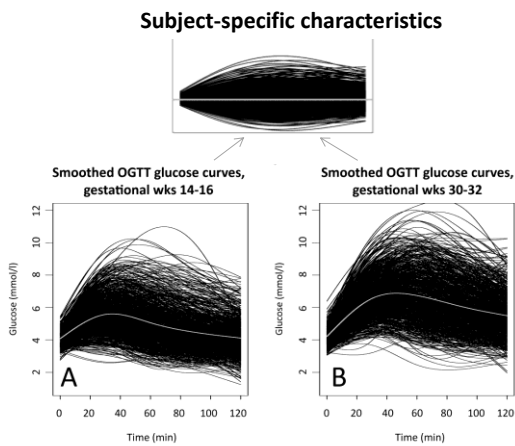 Subject-specific characteristics
Smoothed OGTT glucose curves,
gestational wks 14-16
Smoothed OGTT glucose curves,
gestational wks 30-32
12
10
8
6
4
2
Glucose (mmol/l)
A
0 20 40 60 80 100 120
Time (min)
12
10
8
6
4
2
Glucose (mmol/l)
B
0 20 40 60 80 100 120
Time (min)